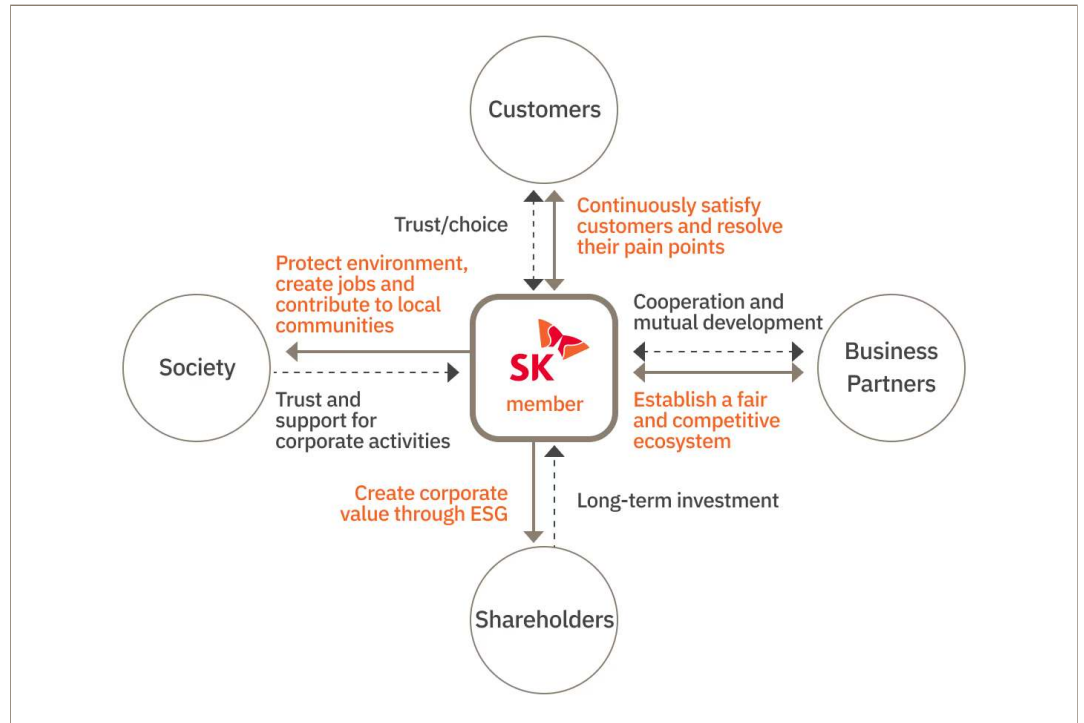 Customers
Trust/choice
Continuously satisfy
customers and resolve
their pain points
Protect environment,
create jobs and
contribute to local
communities
Cooperation and
mutual development
Society
SK
member
Business
Partners
Trust and
support for
corporate activities
Establish a fair
and competitive
ecosystem
Create corporate
value through ESG
Long-term investment
Shareholders